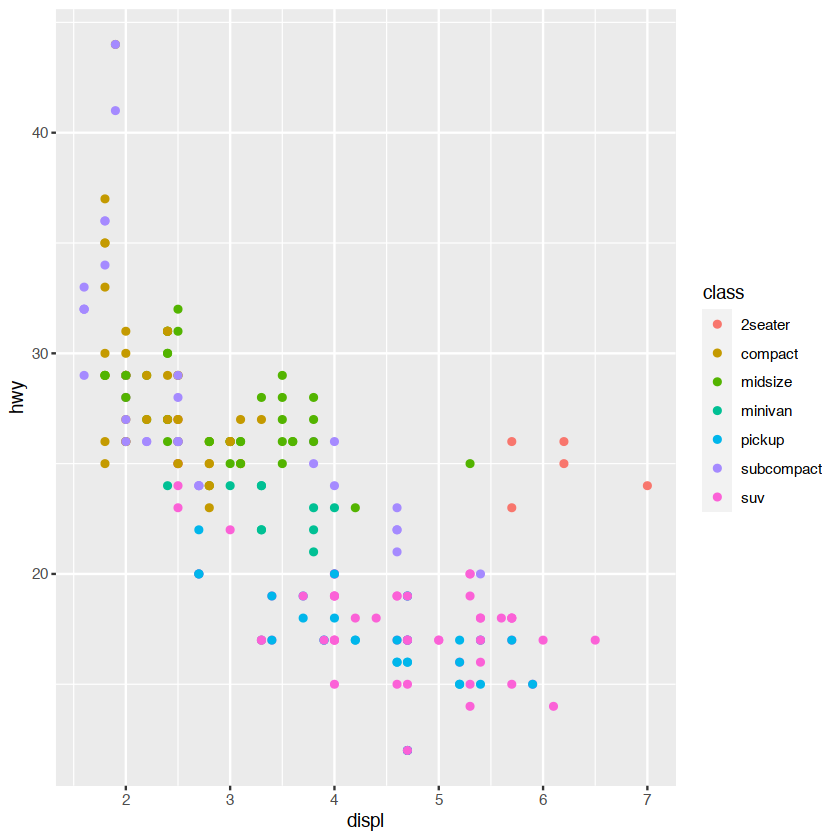 40
30
20
hwy
2 3 4 5 6 7
displ
class
2seater
compact
midsize
minivan
pickup
subcompact
suv